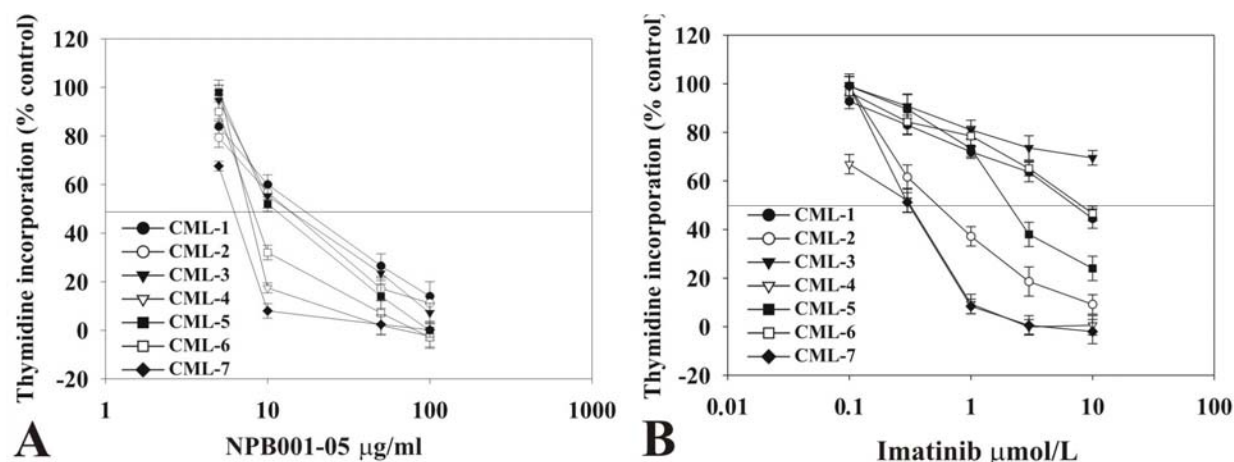 Thymidine incorporation (% control)
120
100
80
60
40
20
0
-20
CML-1
CML-2
CML-3
CML-4
CML-5
CML-6
CML-7
1
10
100
1000
NPB001-05 µg/ml
A
Thymidine incorporation (% control)
120
100
80
60
40
20
0
-20
CML-1
CML-2
CML-3
CML-4
CML-5
CML-6
CML-7
0.01
0.1
1
10
100
Imatinib µmol/L
B